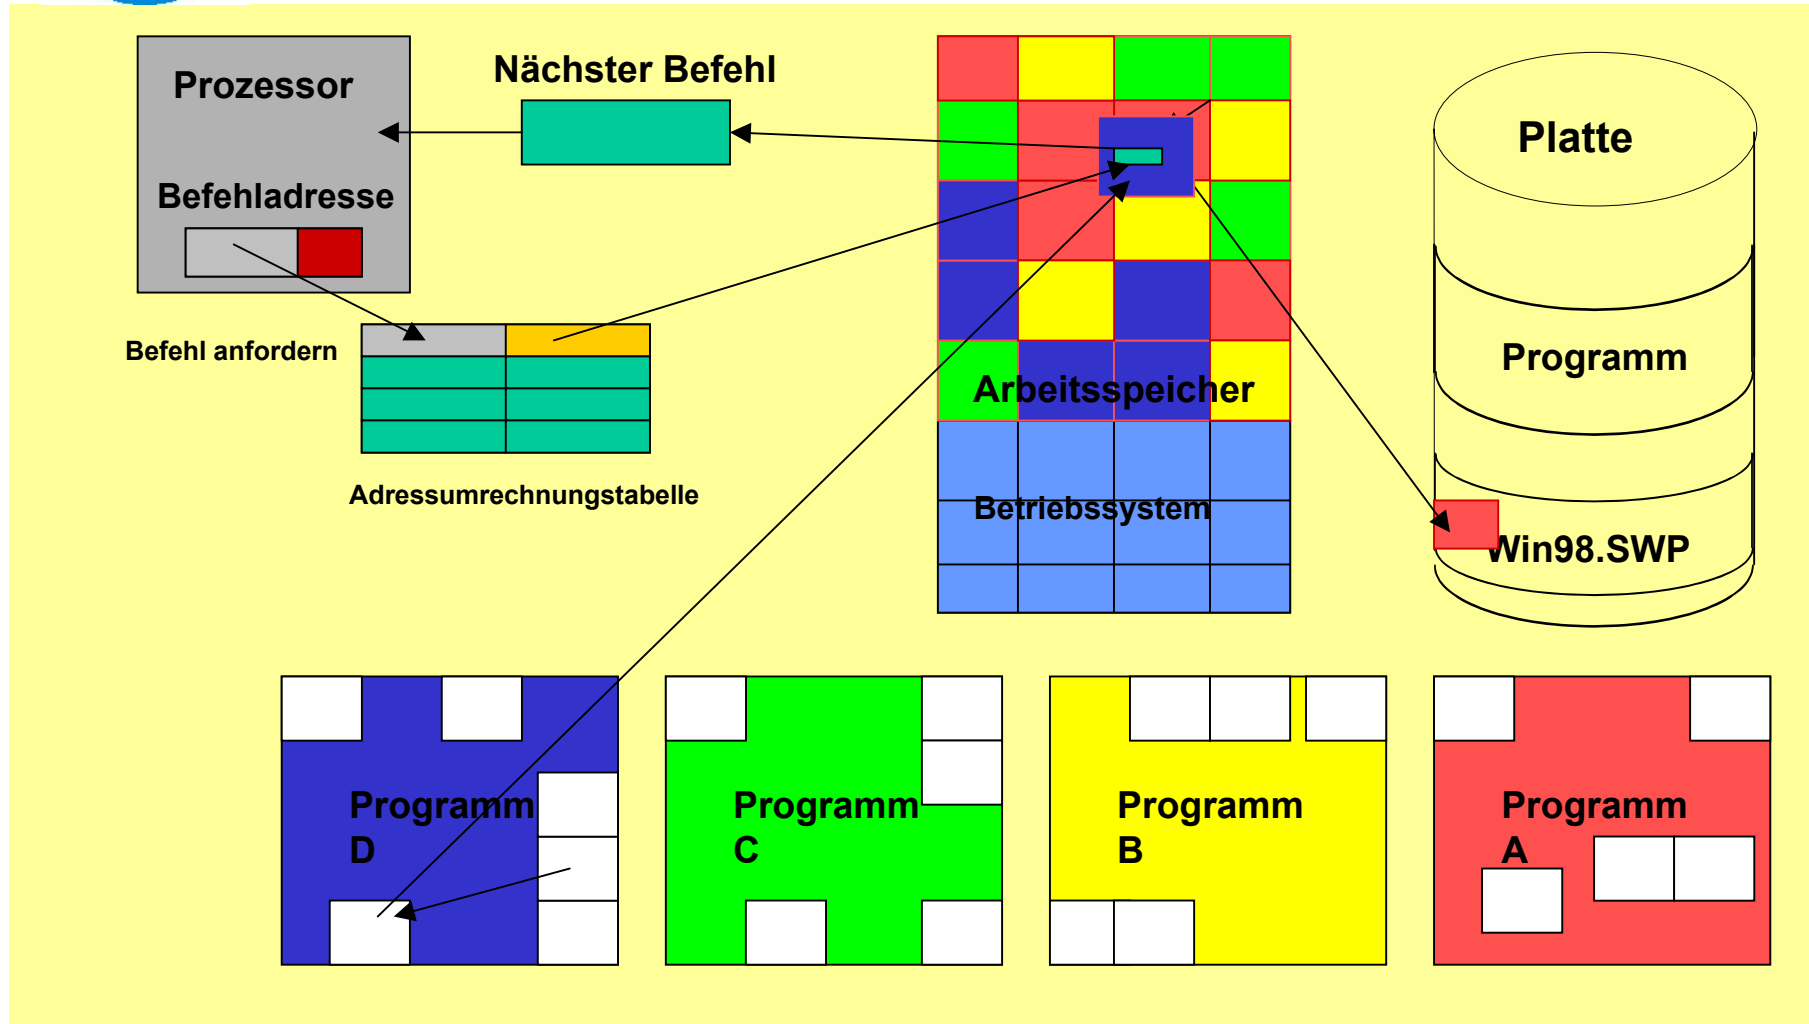 Prozessor
Nächster Befehl
Platte
Befehladresse
Befehl anfordern
Programm
Arbeitsspeicher
Adressumrechnungstabelle
Betriebssystem
Win98.SWP
Programm
D
Programm
C
Programm
B
Programm
A